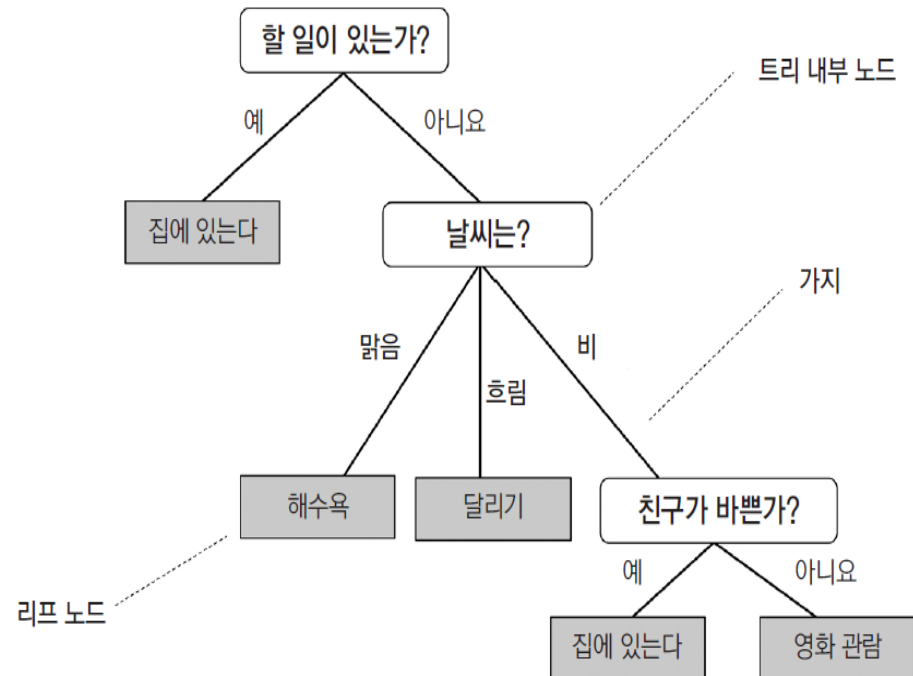 할 일이 있는가?
트리 내부 노드
예
아니요
집에 있는다
날씨는?
가지
맑음
흐림
비
해수욕
달리기
친구가 바쁜가?
리프 노드
예
아니요
집에 있는다
영화 관람